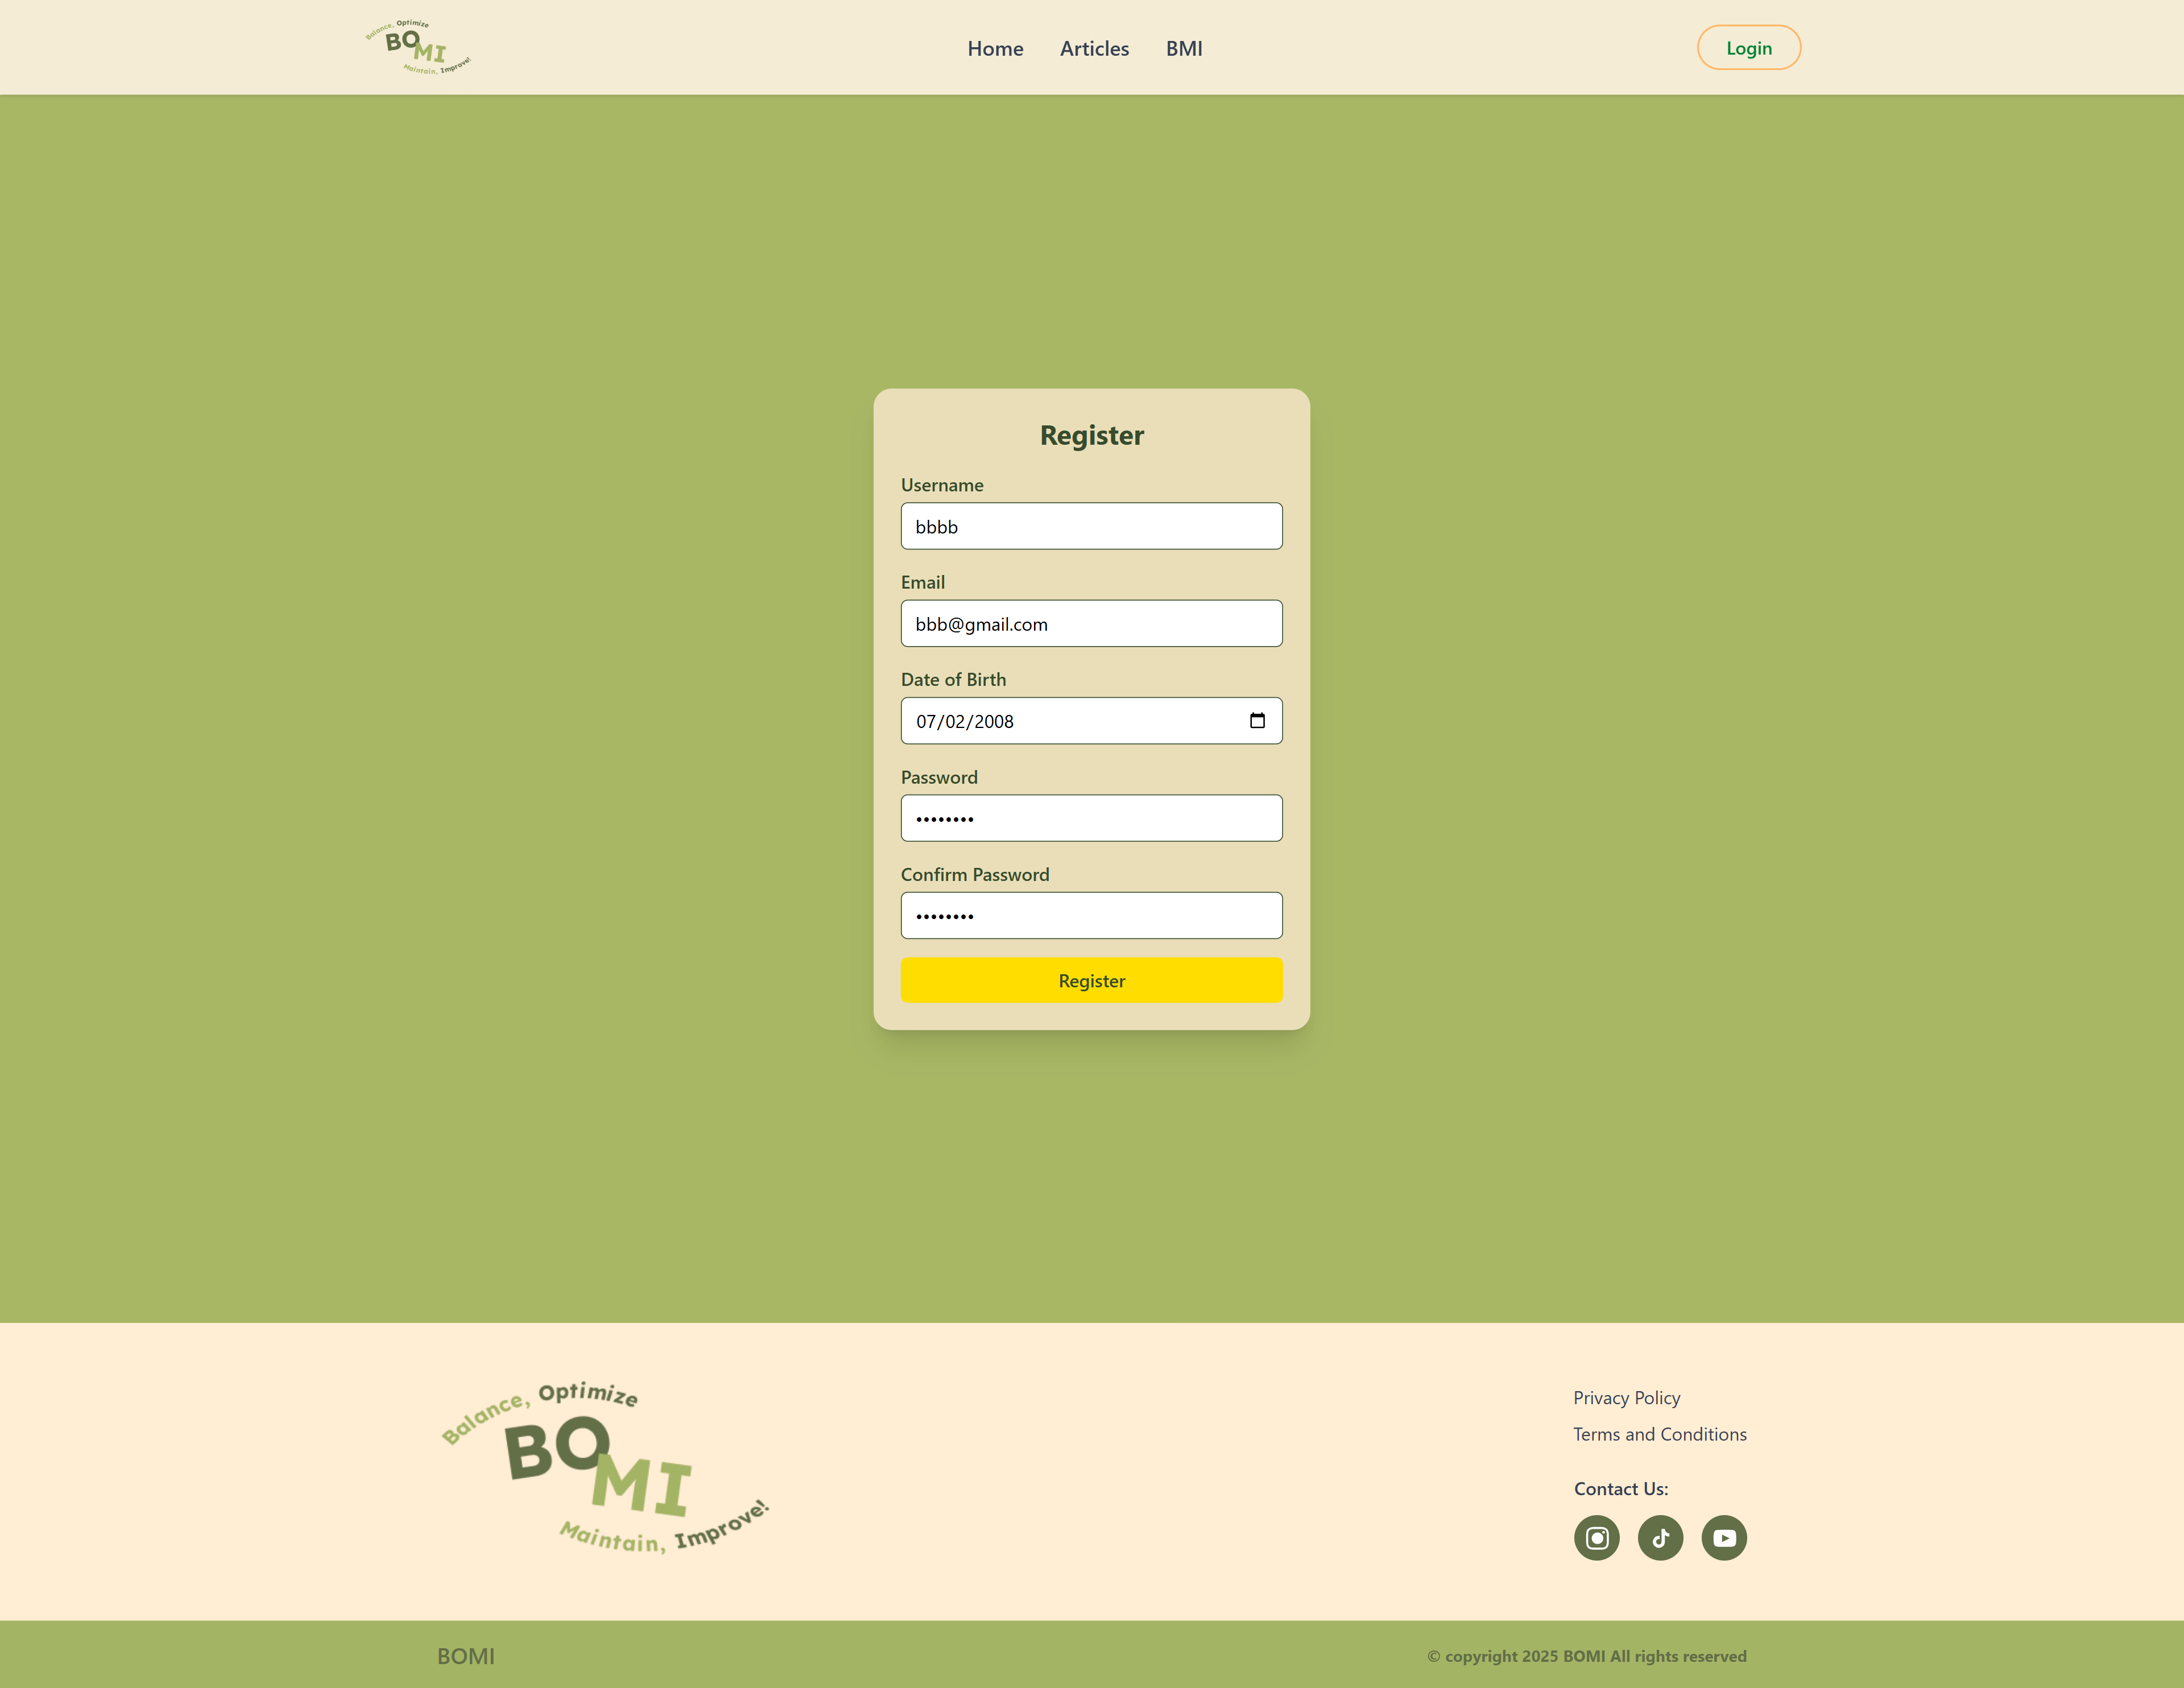 Balance, Optimize
BOMI
Maintain, Improve!
Home
Articles
BMI
Login
Register
Username
bbbb
Email
bbb@gmail.com
Date of Birth
07/02/2008
Password
••••••••
Confirm Password
••••••••
Register
Balance, Optimize
BOMI
Maintain, Improve!
Privacy Policy
Terms and Conditions
Contact Us:
BOMI
© copyright 2025 BOMI All rights reserved